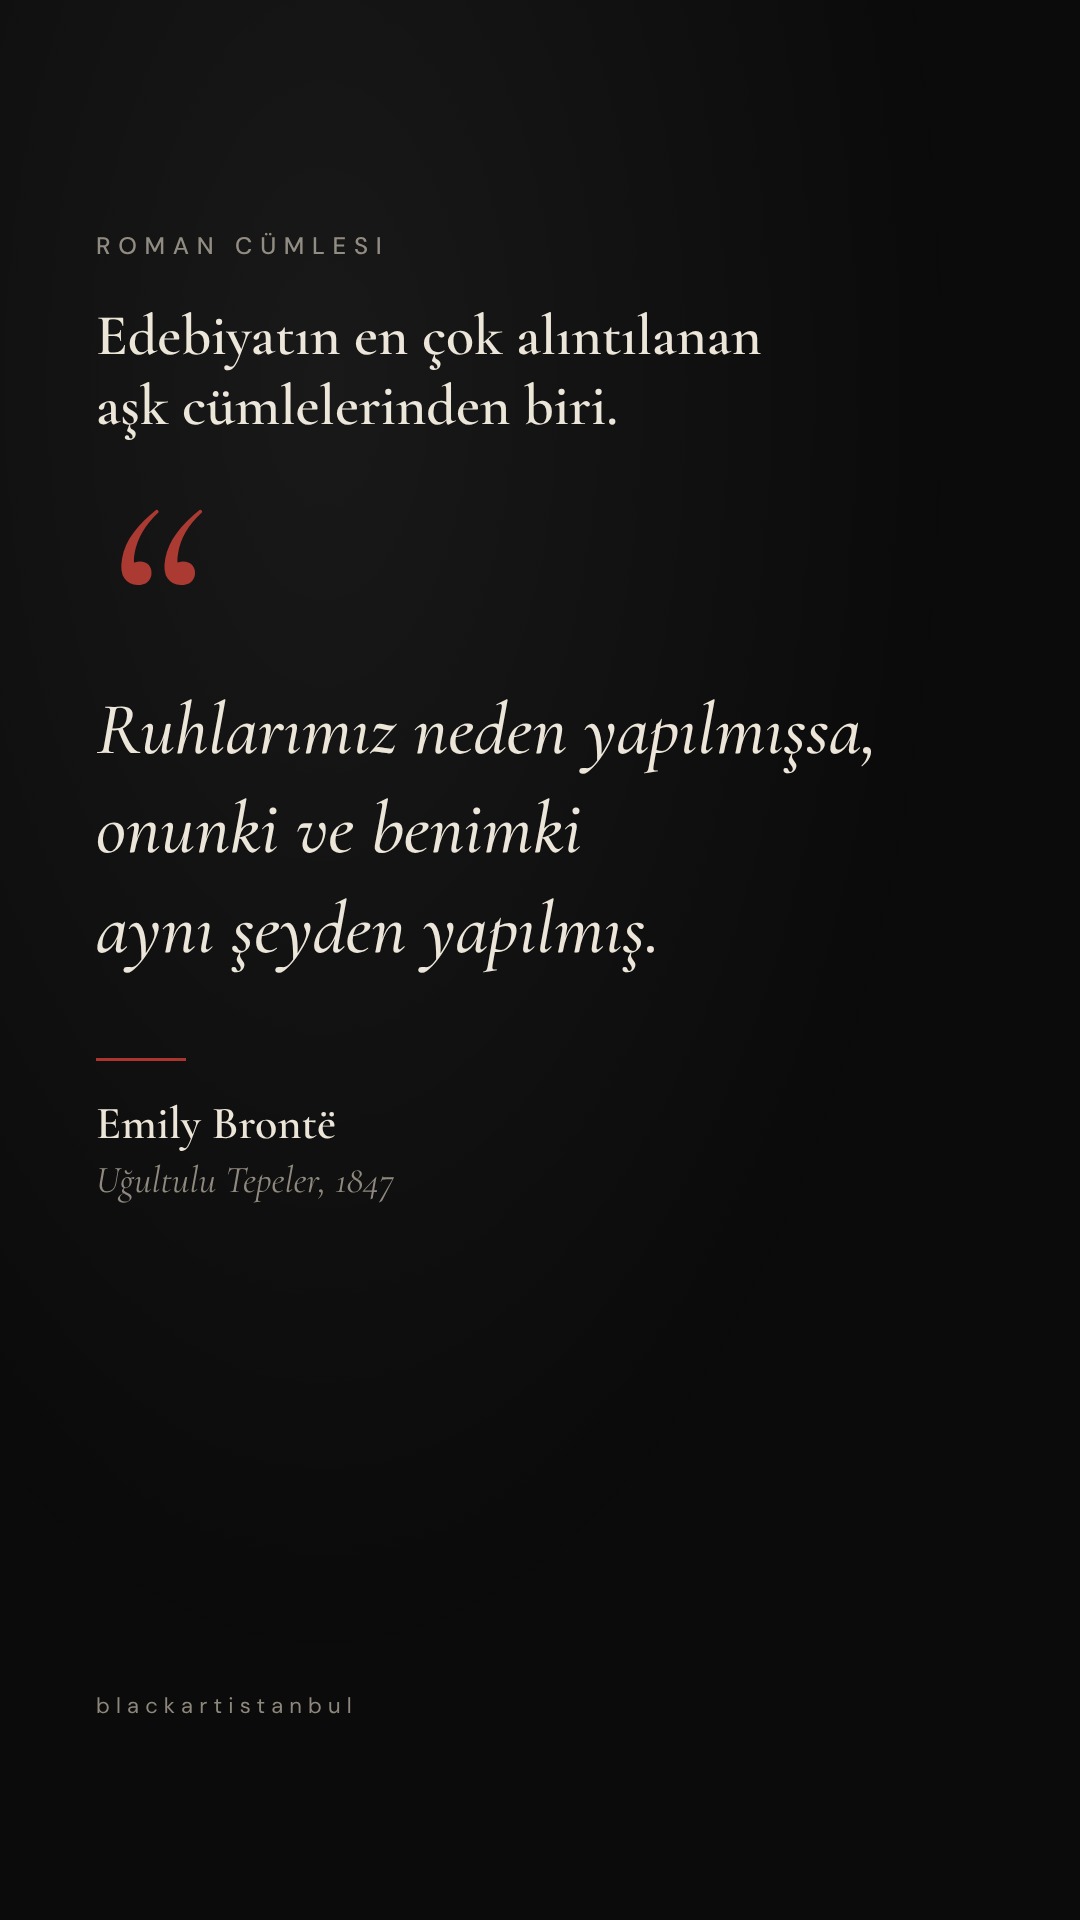 ROMAN CÜMLESI
Edebiyatın en çok alıntılanan
aşk cümlelerinden biri.
“
Ruhlarımız neden yapılmışsa,
onunki ve benimki
aynı şeyden yapılmış.
Emily Brontë
Uğultulu Tepeler, 1847
blackartistanbul